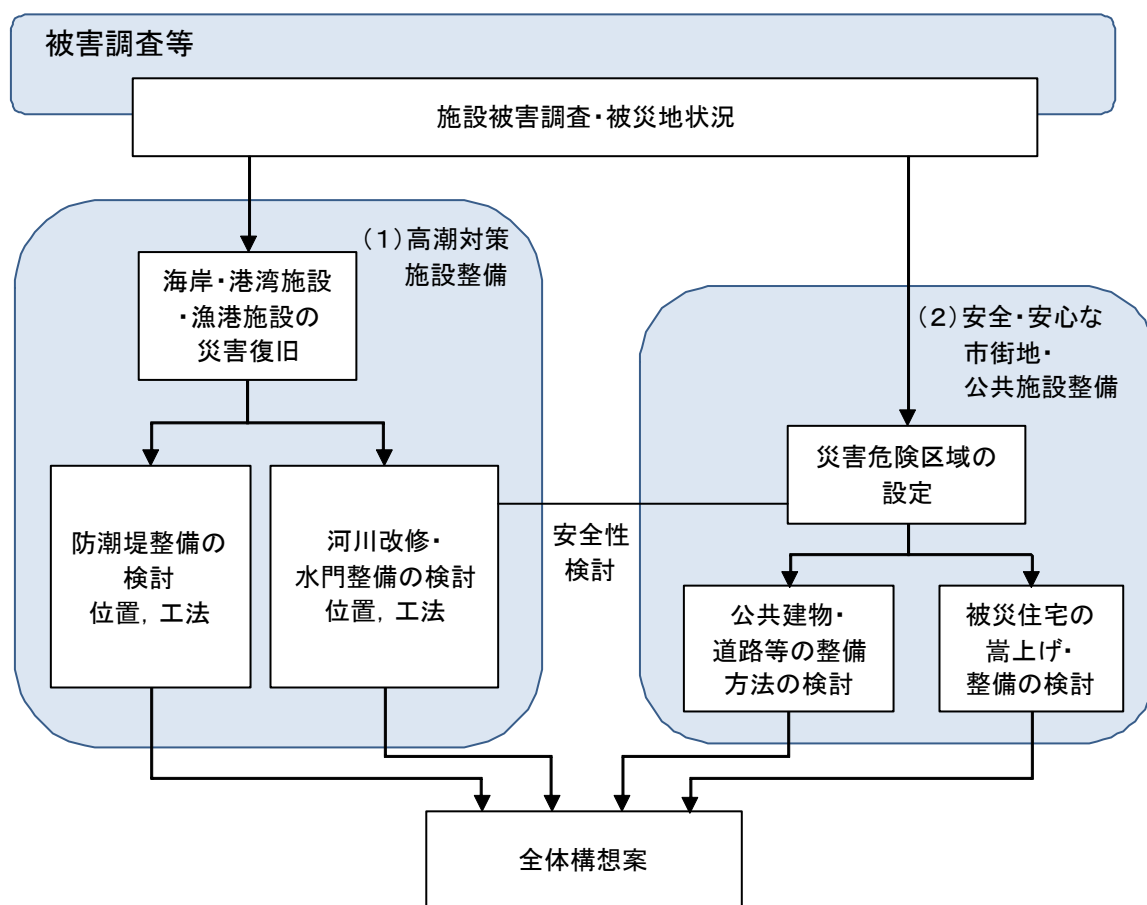 被害調査等
施設被害調査・被災地状況
(1)高潮対策
施設整備
海岸・港湾施設
・漁港施設の
災害復旧
防潮堤整備の
検討
位置, 工法
河川改修・
水門整備の検討
位置, 工法
安全性
検討
(2)安全・安心な
市街地・
公共施設整備
災害危険区域の
設定
公共建物・
道路等の整備
方法の検討
被災住宅の
嵩上げ・
整備の検討
全体構想案